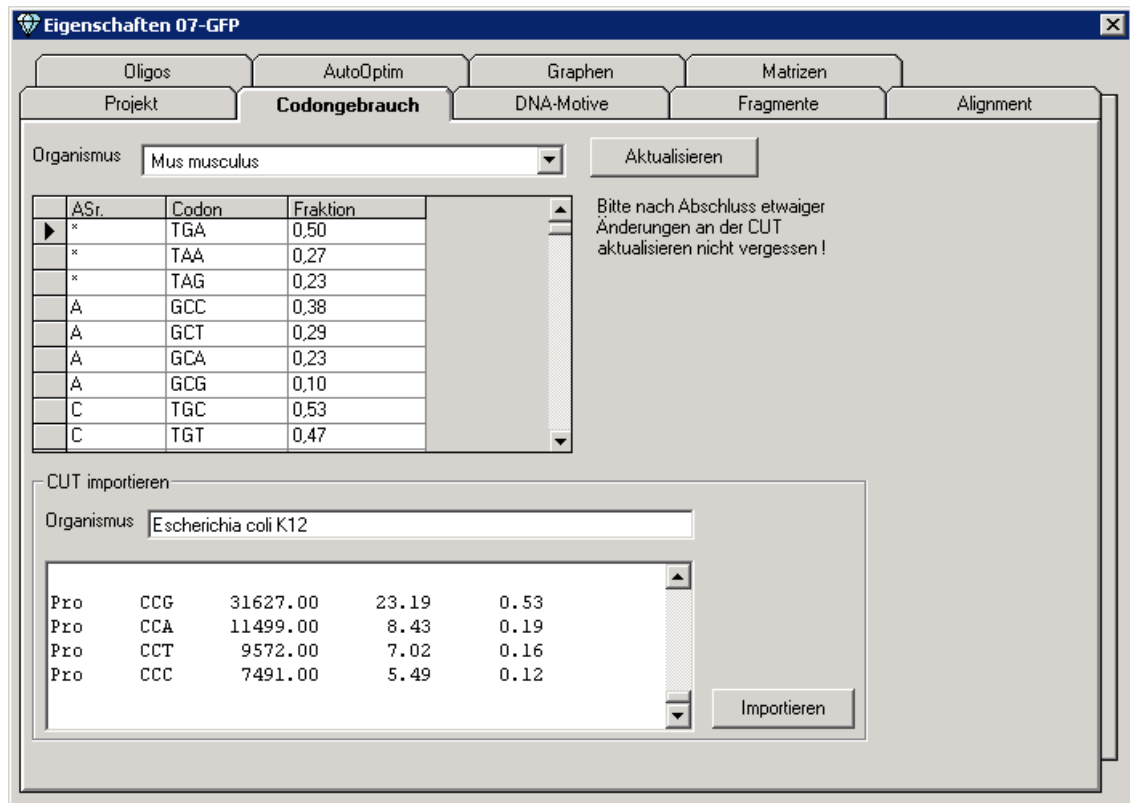 Eigenschaften 07-GFP
Oligos AutoOptim Graphen Matrizen
Projekt Codongebrauch DNA-Motive Fragmente Alignment
Organismus Mus musculus Aktualisieren
Bitte nach Abschluss etwaiger
Änderungen an der CUT
aktualisieren nicht vergessen !
ASr. Codon Fraktion
* TGA 0,50
* TAA 0,27
* TAG 0,23
A GCC 0,38
A GCT 0,29
A GCA 0,23
A GCG 0,10
C TGC 0,53
C TGT 0,47
CUT importieren
Organismus Escherichia coli K12
Pro CCG 31627.00 23.19 0.53
Pro CCA 11499.00 8.43 0.19
Pro CCT 9572.00 7.02 0.16
Pro CCC 7491.00 5.49 0.12
Importieren